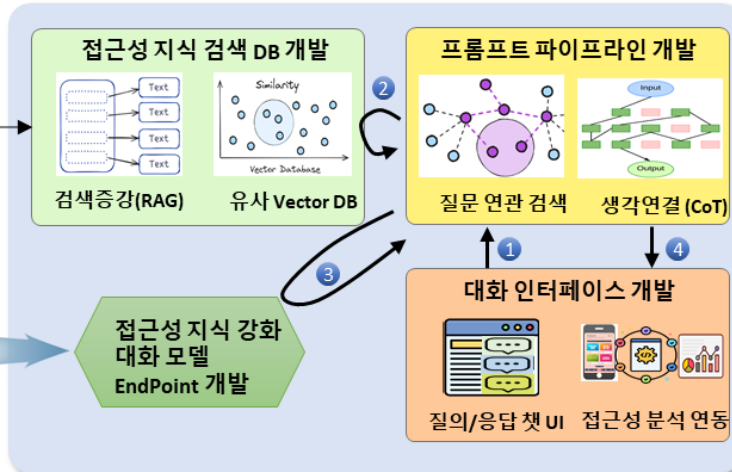 접근성 지식 검색 DB 개발
Text
Text
Text
Text
Similarity
Vector Database
검색증강(RAG)
유사 Vector DB
2
프롬프트 파이프라인 개발
Input
Output
질문 연관 검색
생각연결 (CoT)
3
1
4
접근성 지식 강화
대화 모델
EndPoint 개발
대화 인터페이스 개발
질의/응답 챗 UI
접근성 분석 연동